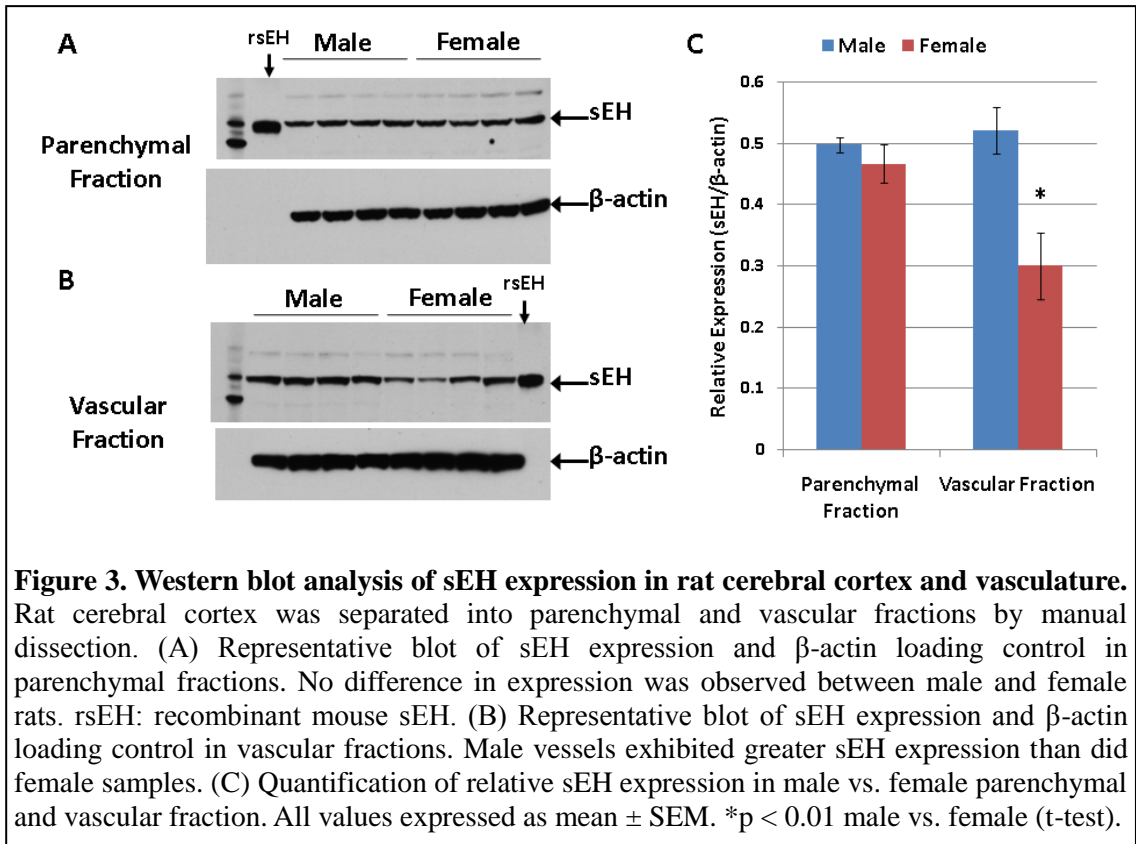 A
rsEH
Male
Female
sEH
Parenchymal
Fraction
β-actin
B
rsEH
Male
Female
sEH
Vascular
Fraction
β-actin
C
Male
Female
Relative Expression (sEH/β-actin)
0.6
0.5
0.4
0.3
0.2
0.1
0
*
Parenchymal
Fraction
Vascular Fraction
Figure 3. Western blot analysis of sEH expression in rat cerebral cortex and vasculature.
Rat cerebral cortex was separated into parenchymal and vascular fractions by manual
dissection. (A) Representative blot of sEH expression and β-actin loading control in
parenchymal fractions. No difference in expression was observed between male and female
rats. rsEH: recombinant mouse sEH. (B) Representative blot of sEH expression and β-actin
loading control in vascular fractions. Male vessels exhibited greater sEH expression than did
female samples. (C) Quantification of relative sEH expression in male vs. female parenchymal
and vascular fraction. All values expressed as mean ± SEM. *p < 0.01 male vs. female (t-test).